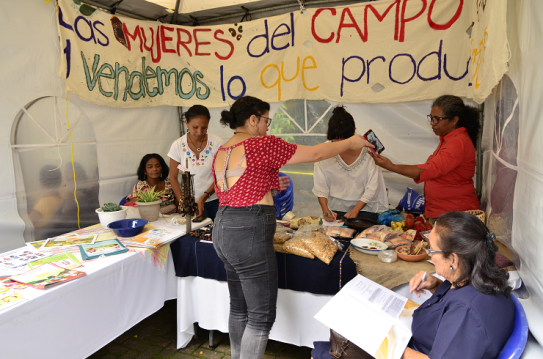 Las MUJERES del CAMPO
Vendemos lo que produ